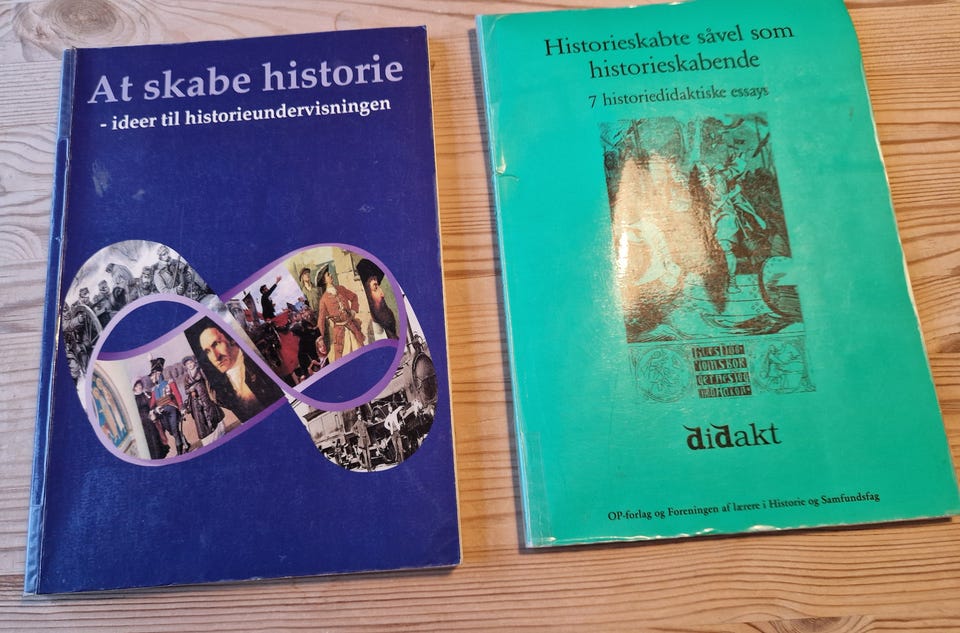 At skabe historie
- ideer til historieundervisningen
Historieskabte såvel som
historieskabende
7 historiedidaktiske essays
didakt
OP-forlag og Foreningen af lærere i Historie og Samfundsfag